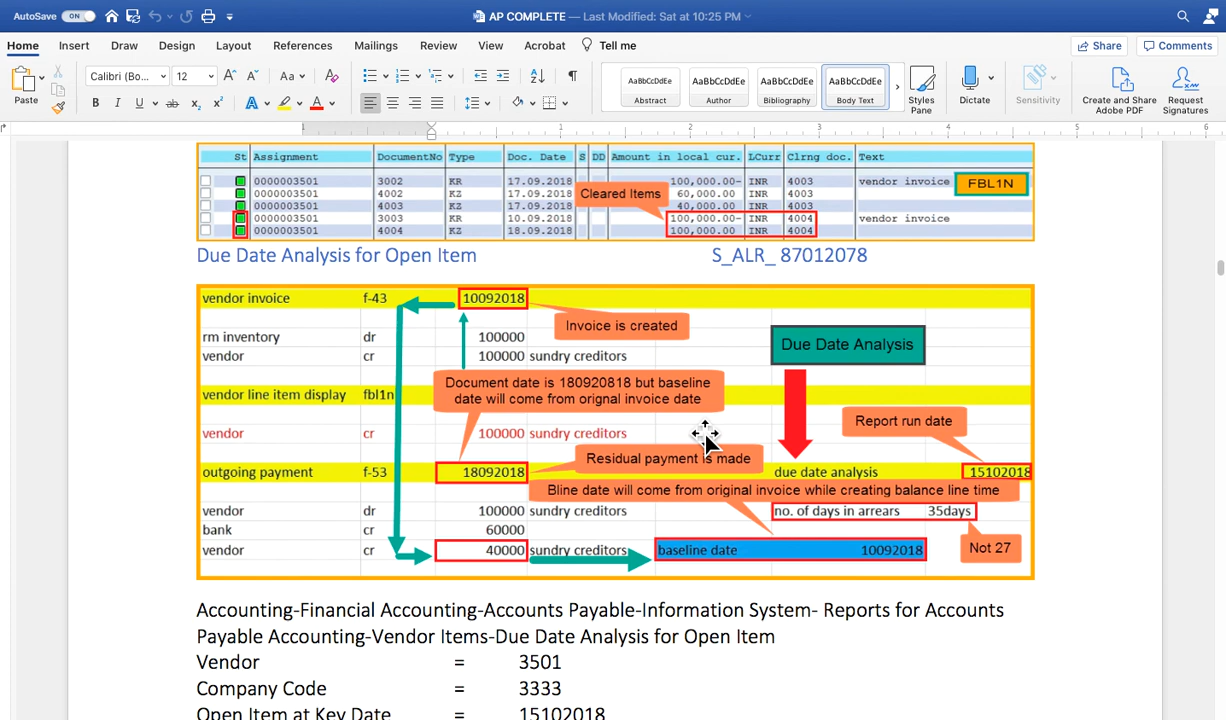 AutoSave ON AP COMPLETE — Last Modified: Sat at 10:25 PM
Home Insert Draw Design Layout References Mailings Review View Acrobat Tell me Share Comments
Paste Calibri (Bo... 12 A A Aa A AaBbCcDdEe AaBbCcDdEe AaBbCcDdEe AaBbCcDdEe
B I U ab x₂ x² A A Abstract Author Bibliography Body Text Styles Pane Dictate Sensitivity Create and Share Adobe PDF Request Signatures
1 1 2 3 4 5 6
St Assignment DocumentNo Type Doc. Date S DD Amount in local cur. LCurr Clrng doc. Text
0000003501 3002 KR 17.09.2018 100,000.00- INR 4003 vendor invoice FBL1N
0000003501 4002 KZ 17.09.2018 60,000.00 INR 4003
Cleared Items
0000003501 4003 KZ 17.09.2018 40,000.00 INR 4003
0000003501 3003 KR 10.09.2018 100,000.00- INR 4004 vendor invoice
0000003501 4004 KZ 18.09.2018 100,000.00 INR 4004
Due Date Analysis for Open Item S_ALR_ 87012078
vendor invoice f-43 10092018
Invoice is created
rm inventory dr 100000
Due Date Analysis
vendor cr 100000 sundry creditors
Document date is 180920818 but baseline
date will come from orignal invoice date
vendor line item display fbl1n
Report run date
vendor cr 100000 sundry creditors
Residual payment is made
outgoing payment f-53 18092018 due date analysis 15102018
Bline date will come from original invoice while creating balance line time
vendor dr 100000 sundry creditors no. of days in arrears 35days
bank cr 60000
vendor cr 40000 sundry creditors baseline date 10092018 Not 27
Accounting-Financial Accounting-Accounts Payable-Information System- Reports for Accounts
Payable Accounting-Vendor Items-Due Date Analysis for Open Item
Vendor = 3501
Company Code = 3333
Open Item at Key Date = 15102018